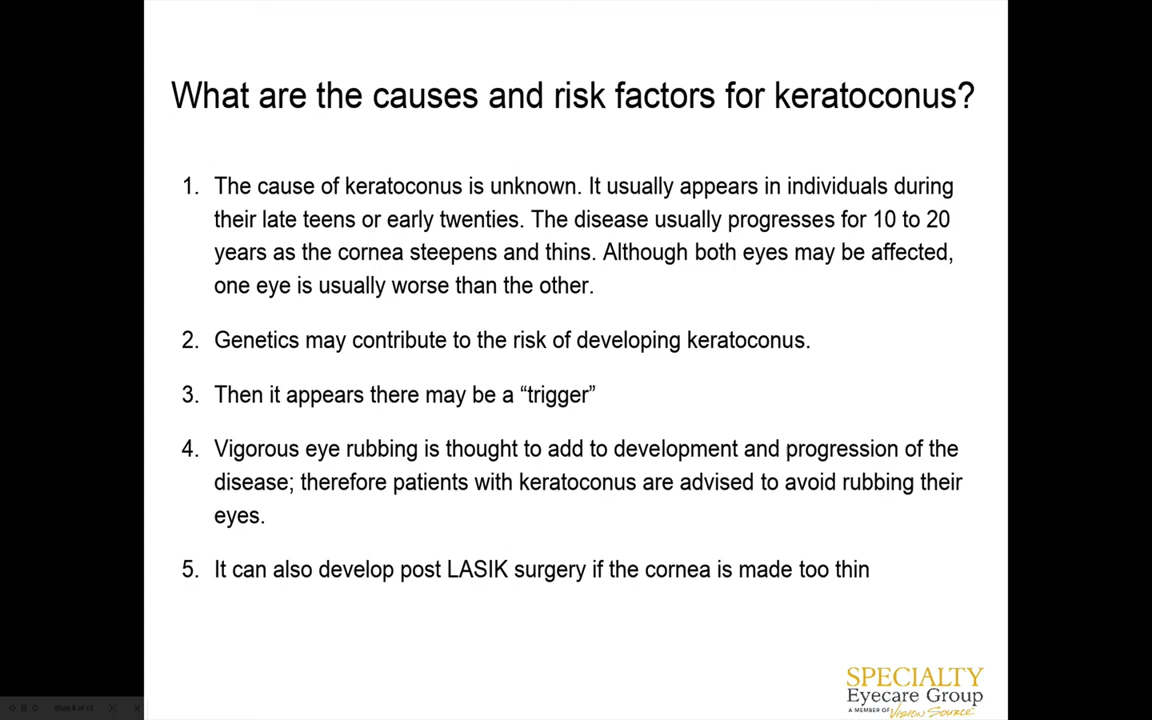 What are the causes and risk factors for keratoconus?
1. The cause of keratoconus is unknown. It usually appears in individuals during
their late teens or early twenties. The disease usually progresses for 10 to 20
years as the cornea steepens and thins. Although both eyes may be affected,
one eye is usually worse than the other.
2. Genetics may contribute to the risk of developing keratoconus.
3. Then it appears there may be a “trigger”
4. Vigorous eye rubbing is thought to add to development and progression of the
disease; therefore patients with keratoconus are advised to avoid rubbing their
eyes.
5. It can also develop post LASIK surgery if the cornea is made too thin
SPECIALTY
Eyecare Group
A MEMBER OF VISION SOURCE